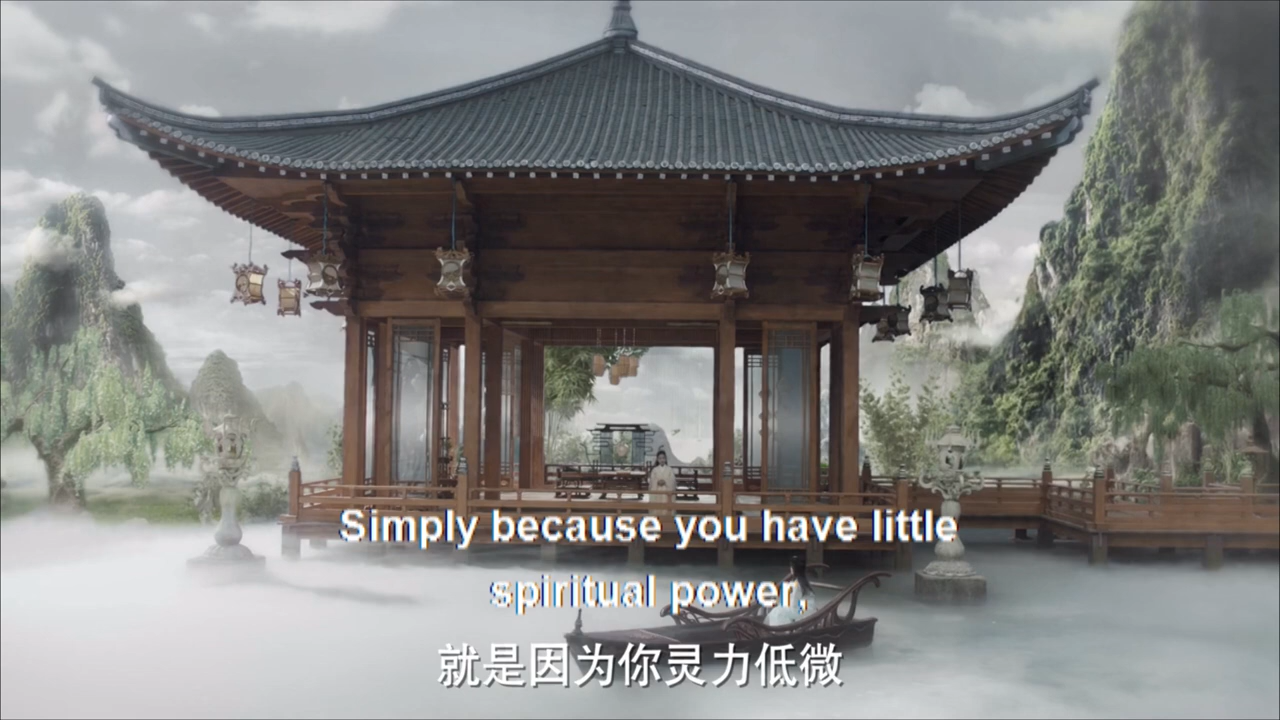 Simply because you have little
spiritual power,
就是因为你灵力低微